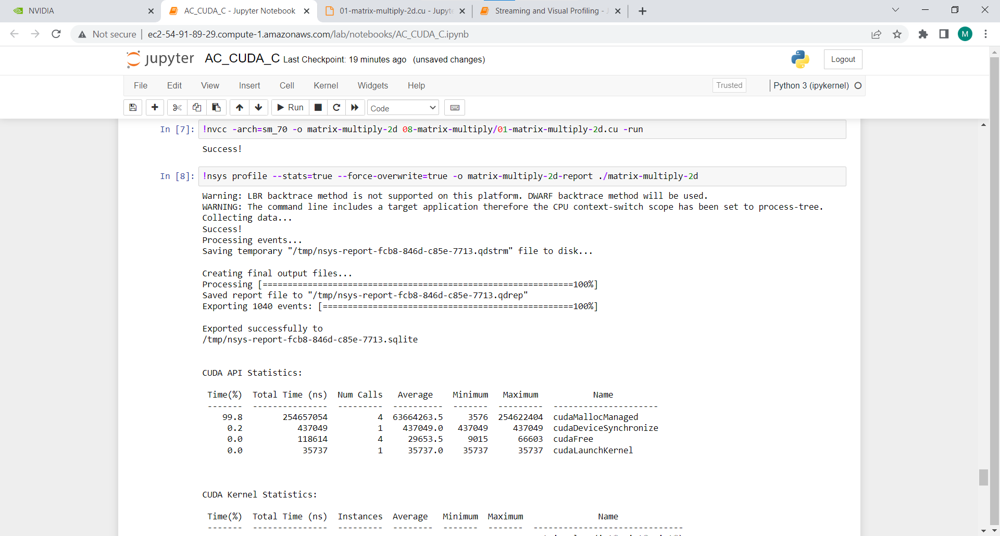 NVIDIA
AC_CUDA_C - Jupyter Notebook
01-matrix-multiply-2d.cu - Jupyte
Streaming and Visual Profiling - J
Not secure | ec2-54-91-89-29.compute-1.amazonaws.com/lab/notebooks/AC_CUDA_C.ipynb
M
jupyter AC_CUDA_C Last Checkpoint: 19 minutes ago (unsaved changes)
Logout
File Edit View Insert Cell Kernel Widgets Help
Trusted
Python 3 (ipykernel)
Run
Code
In [7]: !nvcc -arch=sm_70 -o matrix-multiply-2d 08-matrix-multiply/01-matrix-multiply-2d.cu -run
Success!
In [8]: !nsys profile --stats=true --force-overwrite=true -o matrix-multiply-2d-report ./matrix-multiply-2d
Warning: LBR backtrace method is not supported on this platform. DWARF backtrace method will be used.
WARNING: The command line includes a target application therefore the CPU context-switch scope has been set to process-tree.
Collecting data...
Success!
Processing events...
Saving temporary "/tmp/nsys-report-fcb8-846d-c85e-7713.qdstrm" file to disk...
Creating final output files...
Processing [==============================================================100%]
Saved report file to "/tmp/nsys-report-fcb8-846d-c85e-7713.qdrep"
Exporting 1040 events: [==================================================100%]
Exported successfully to
/tmp/nsys-report-fcb8-846d-c85e-7713.sqlite
CUDA API Statistics:
Time(%) Total Time (ns) Num Calls Average Minimum Maximum Name
------- --------------- --------- ---------- ------- --------- ---------------------
99.8 254657054 4 63664263.5 3576 254622404 cudaMallocManaged
0.2 437049 1 437049.0 437049 437049 cudaDeviceSynchronize
0.0 118614 4 29653.5 9015 66603 cudaFree
0.0 35737 1 35737.0 35737 35737 cudaLaunchKernel
CUDA Kernel Statistics:
Time(%) Total Time (ns) Instances Average Minimum Maximum Name
------- --------------- --------- -------- ------- ------- ------------------------------